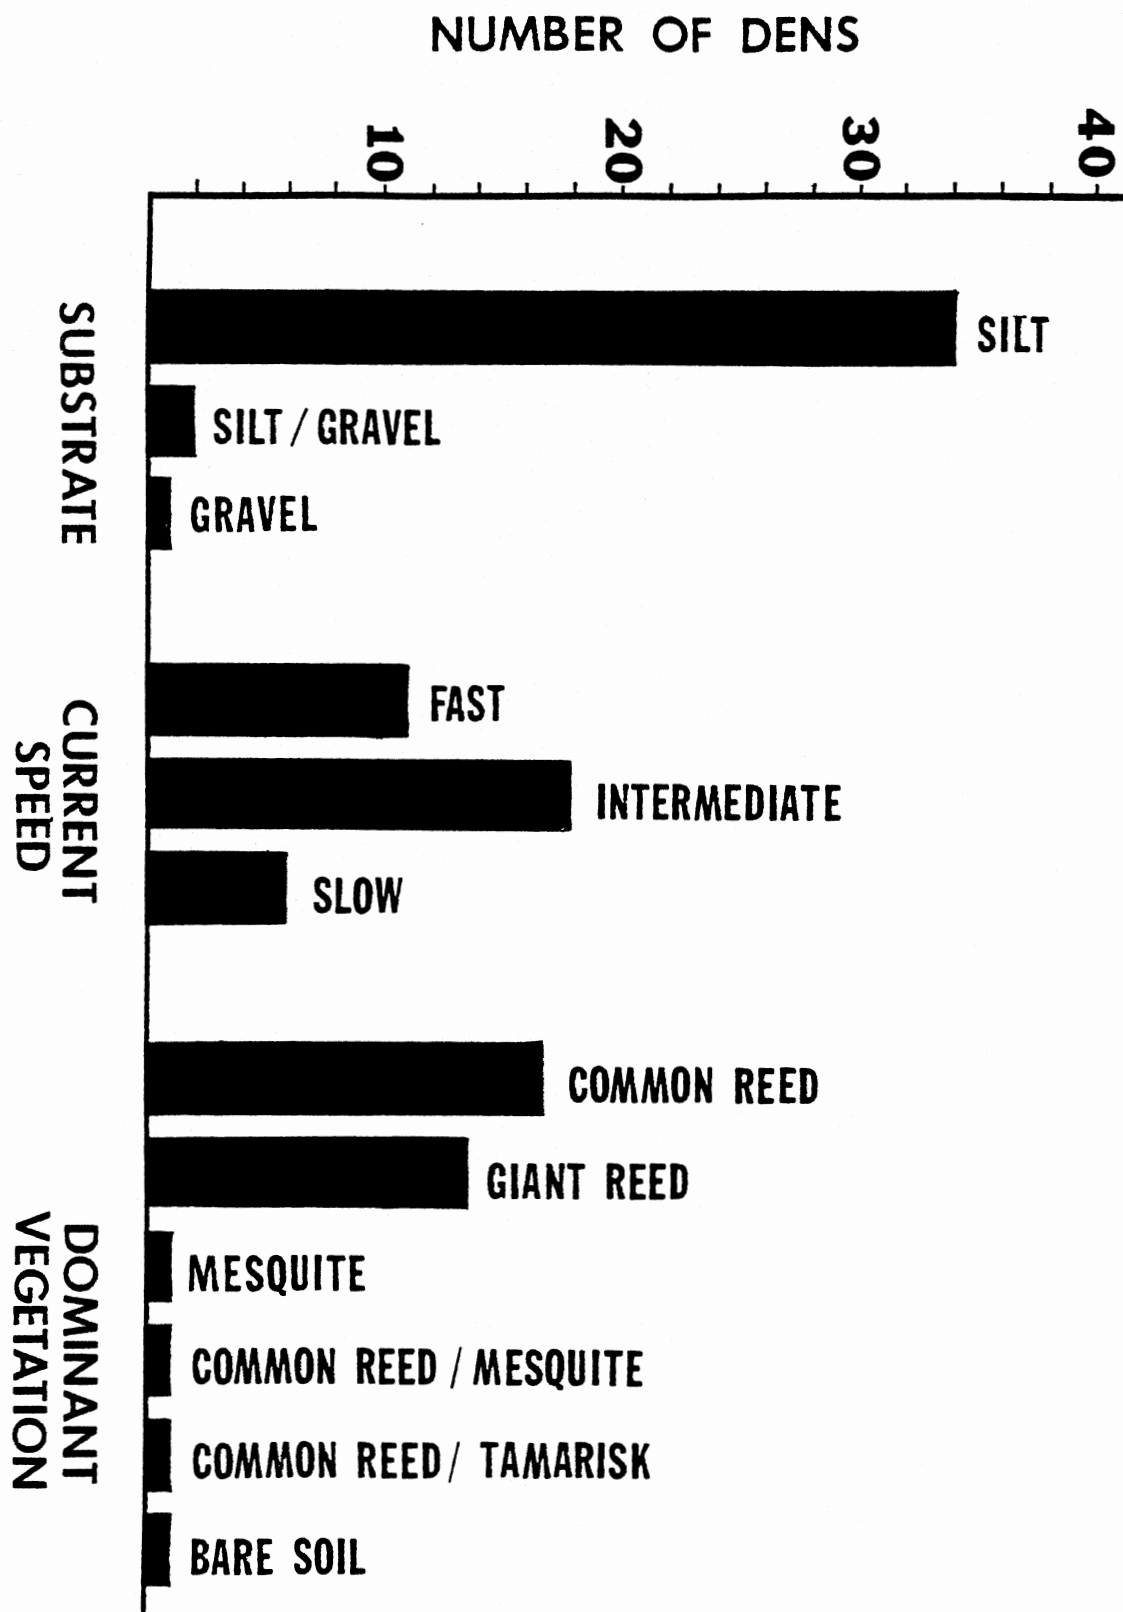 NUMBER OF DENS
10 20 30 40
SUBSTRATE
SILT
SILT / GRAVEL
GRAVEL
CURRENT
SPEED
FAST
INTERMEDIATE
SLOW
DOMINANT
VEGETATION
COMMON REED
GIANT REED
MESQUITE
COMMON REED / MESQUITE
COMMON REED / TAMARISK
BARE SOIL